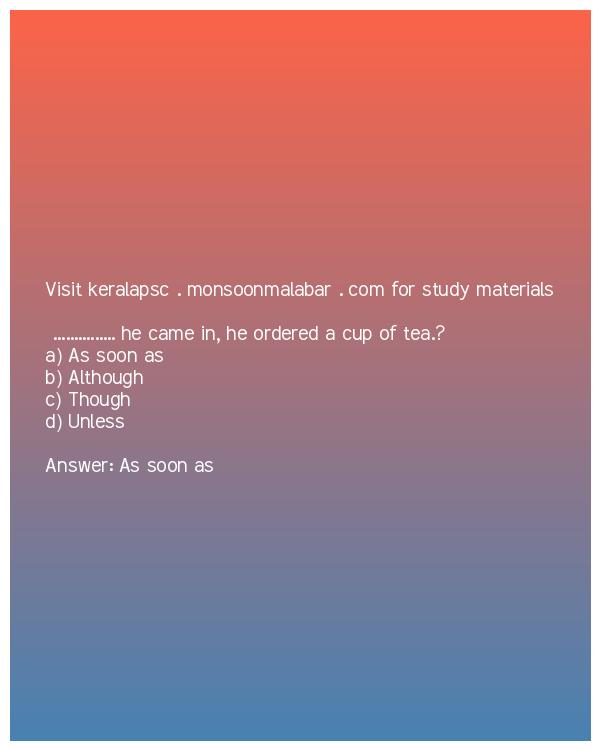 Visit keralapsc . monsoonmalabar . com for study materials
............... he came in, he ordered a cup of tea.?
a) As soon as
b) Although
c) Though
d) Unless
Answer: As soon as